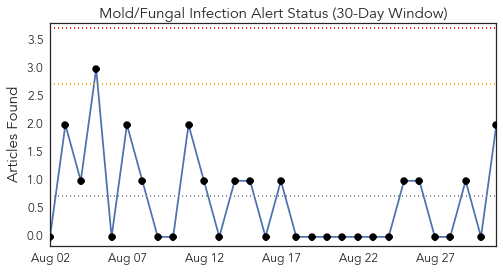 Mold/Fungal Infection Alert Status (30-Day Window)
Articles Found
3.5
3.0
2.5
2.0
1.5
1.0
0.5
0.0
Aug 02 Aug 07 Aug 12 Aug 17 Aug 22 Aug 27